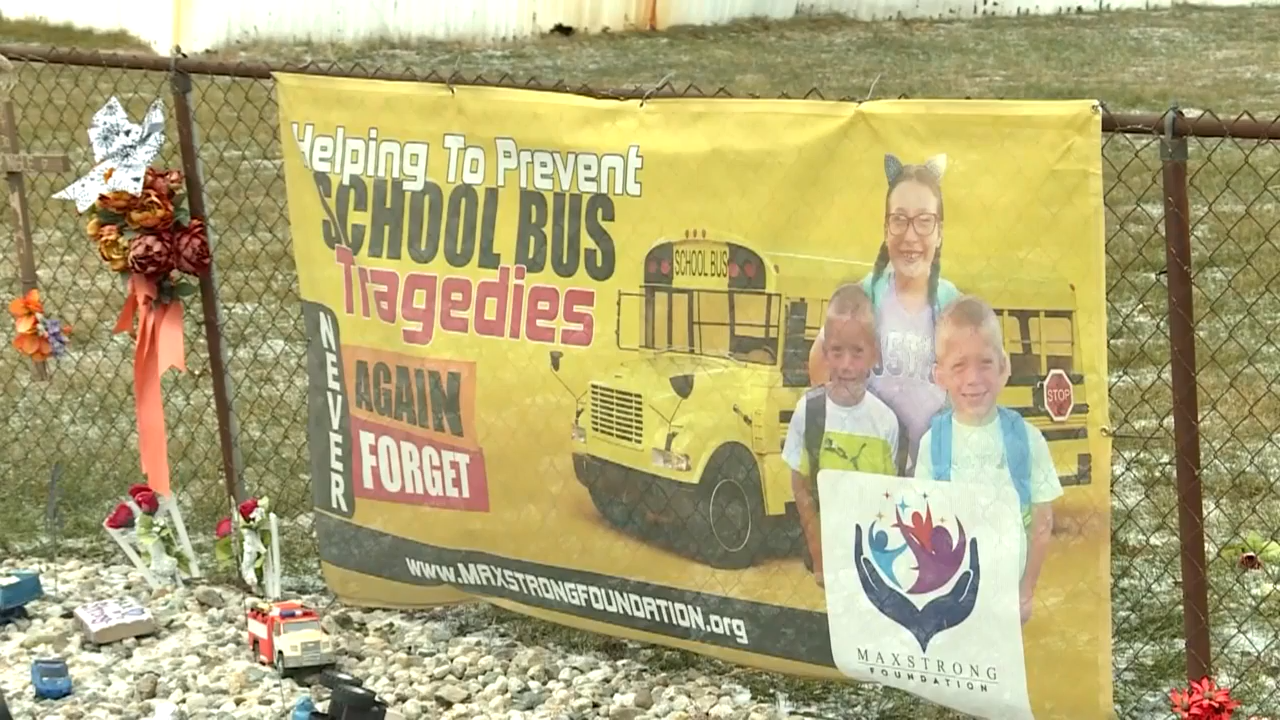 Helping To Prevent
SCHOOL BUS
Tragedies
NEVER
AGAIN
FORGET
SCHOOL BUS
STOP
www.MAXSTRONGFOUNDATION.org
MAXSTRONG
FOUNDATION